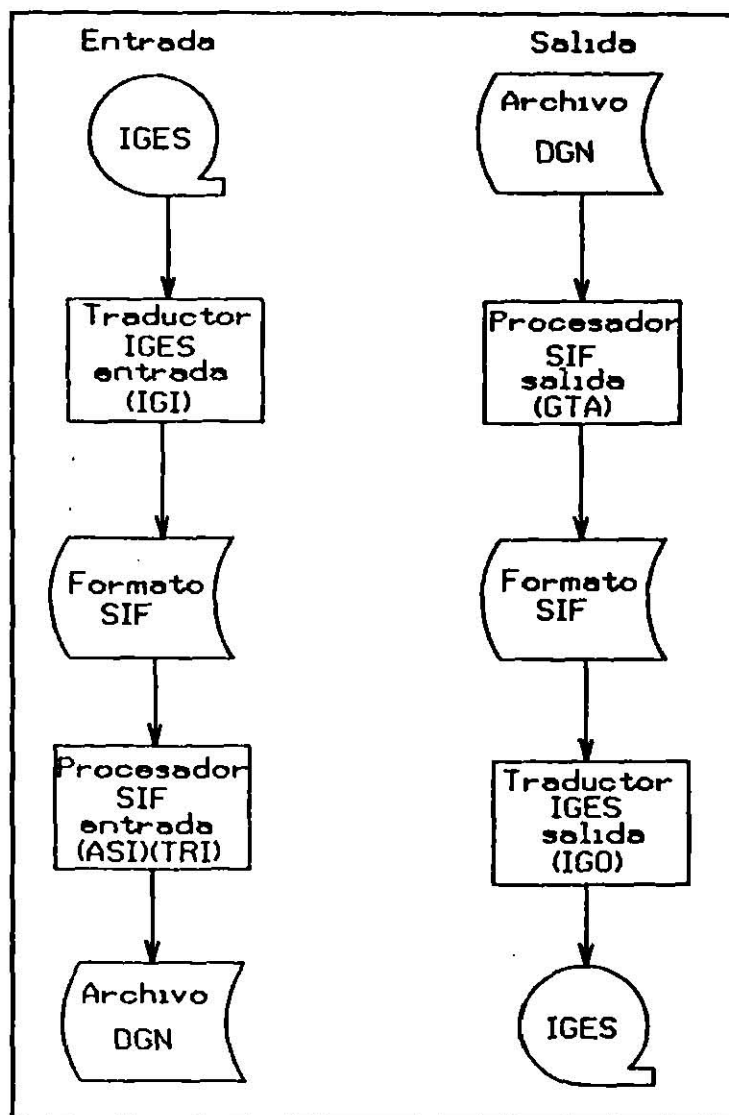 Entrada
IGES
Traductor
IGES
entrada
(IGI)
Formato
SIF
Procesador
SIF
entrada
(ASI)(TRI)
Archivo
DGN
Salida
Archivo
DGN
Procesador
SIF
salida
(GTA)
Formato
SIF
Traductor
IGES
salida
(IGO)
IGES